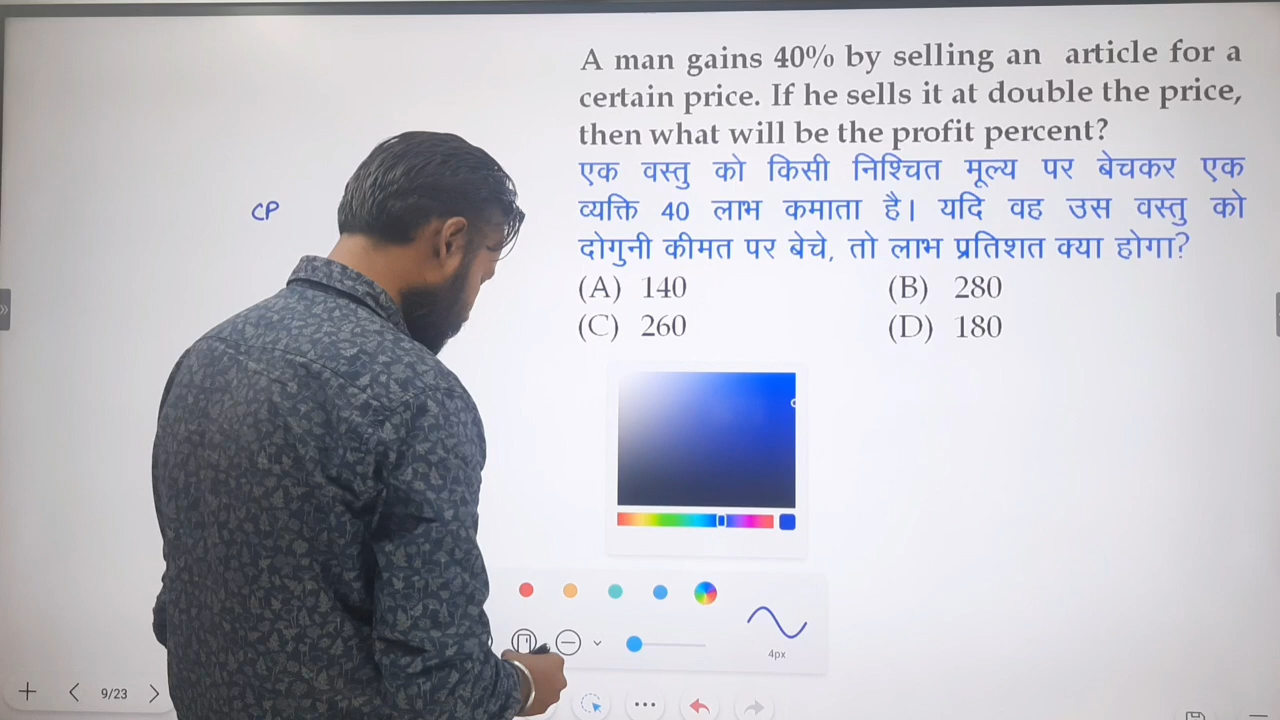 A man gains 40% by selling an article for a
certain price. If he sells it at double the price,
then what will be the profit percent?
एक वस्तु को किसी निश्चित मूल्य पर बेचकर एक
व्यक्ति 40 लाभ कमाता है। यदि वह उस वस्तु को
दोगुनी कीमत पर बेचे, तो लाभ प्रतिशत क्या होगा?
(A) 140 (B) 280
(C) 260 (D) 180
CP
4px
9/23